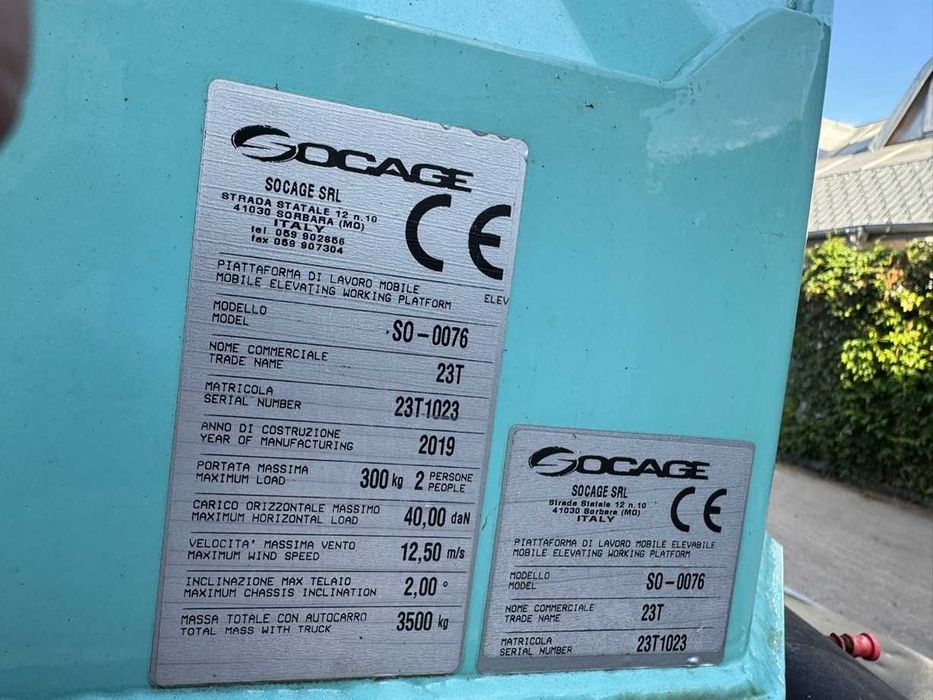 SOCAGE
SOCAGE SRL
STRADA STATALE 12 n.10
41030 SORBARA (MO)
ITALY
tel. 059 902656
fax 059 907304
CE
PIATTAFORMA DI LAVORO MOBILE
MOBILE ELEVATING WORKING PLATFORM
ELEV
MODELLO
MODEL SO-0076
NOME COMMERCIALE
TRADE NAME 23T
MATRICOLA
SERIAL NUMBER 23T1023
ANNO DI COSTRUZIONE
YEAR OF MANUFACTURING 2019
PORTATA MASSIMA
MAXIMUM LOAD 300 kg 2 PERSONE
PEOPLE
CARICO ORIZZONTALE MASSIMO
MAXIMUM HORIZONTAL LOAD 40,00 daN
VELOCITA' MASSIMA VENTO
MAXIMUM WIND SPEED 12,50 m/s
INCLINAZIONE MAX TELAIO
MAXIMUM CHASSIS INCLINATION 2,00 °
MASSA TOTALE CON AUTOCARRO
TOTAL MASS WITH TRUCK 3500 kg
SOCAGE
SOCAGE SRL
Strada Statale 12 n.10
41030 Sorbara (MO)
ITALY
CE
PIATTAFORMA DI LAVORO MOBILE ELEVABILE
MOBILE ELEVATING WORKING PLATFORM
MODELLO
MODEL SO-0076
NOME COMMERCIALE
TRADE NAME 23T
MATRICOLA
SERIAL NUMBER 23T1023